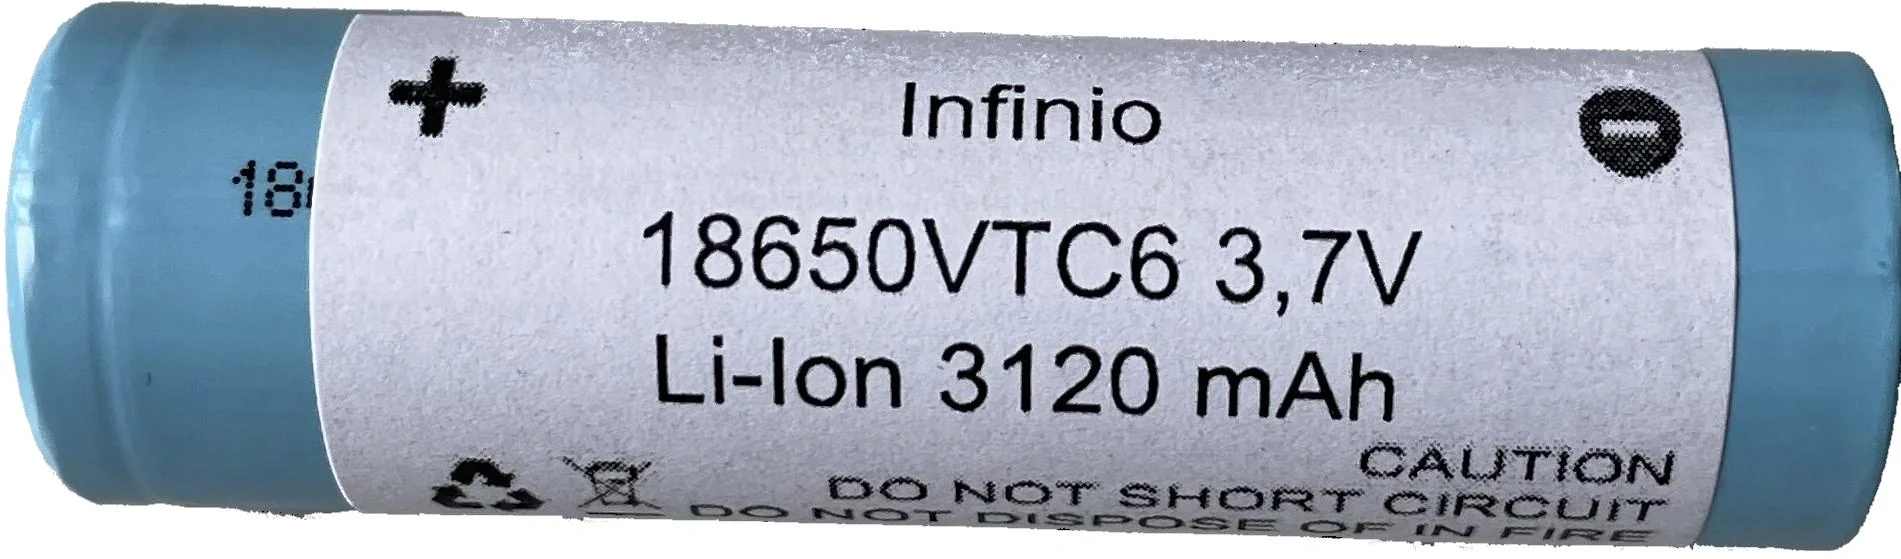 Infinio
18
18650VTC6 3,7V
Li-Ion 3120 mAh
CAUTION
DO NOT SHORT CIRCUIT
DO NOT DISPOSE OF IN FIRE